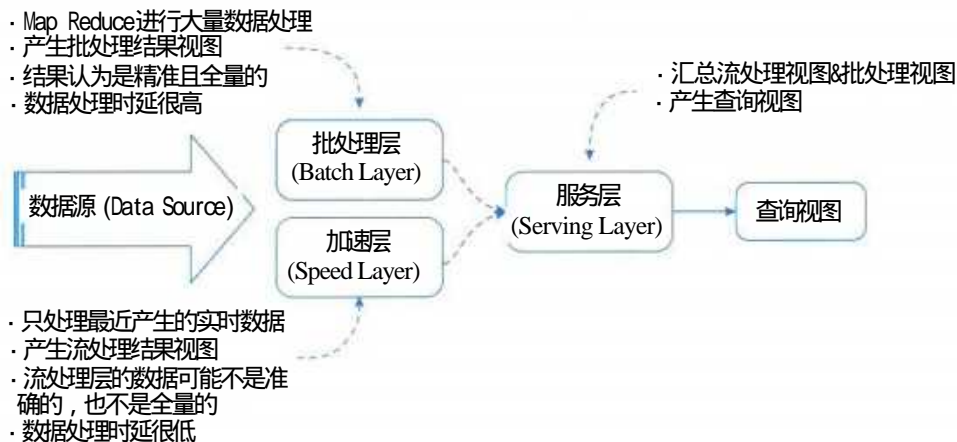 · Map Reduce进行大量数据处理
· 产生批处理结果视图
· 结果认为是精准且全量的
· 数据处理时延很高
· 汇总流处理视图&批处理视图
· 产生查询视图
批处理层
(Batch Layer)
数据源 (Data Source)
服务层
(Serving Layer)
查询视图
加速层
(Speed Layer)
· 只处理最近产生的实时数据
· 产生流处理结果视图
· 流处理层的数据可能不是准
确的，也不是全量的
· 数据处理时延很低